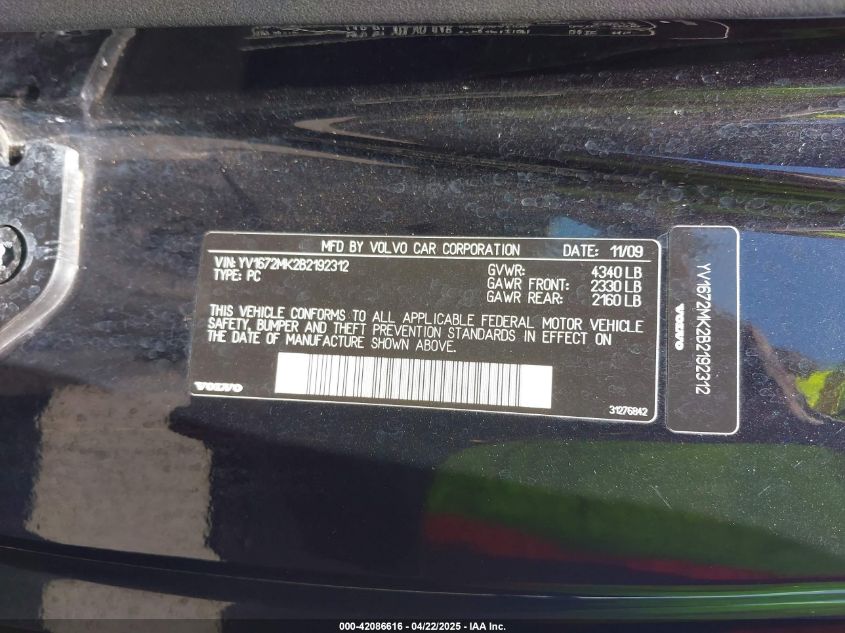 MFD BY VOLVO CAR CORPORATION DATE: 11/09
VIN: YV1672MK2B2192312
TYPE: PC
GVWR: 4340 LB
GAWR FRONT: 2330 LB
GAWR REAR: 2160 LB
THIS VEHICLE CONFORMS TO ALL APPLICABLE FEDERAL MOTOR VEHICLE
SAFETY, BUMPER AND THEFT PREVENTION STANDARDS IN EFFECT ON
THE DATE OF MANUFACTURE SHOWN ABOVE.
VOLVO
31276842
YV1672MK2B2192312
VOLVO
000-42086616 - 04/22/2025 - IAA Inc.